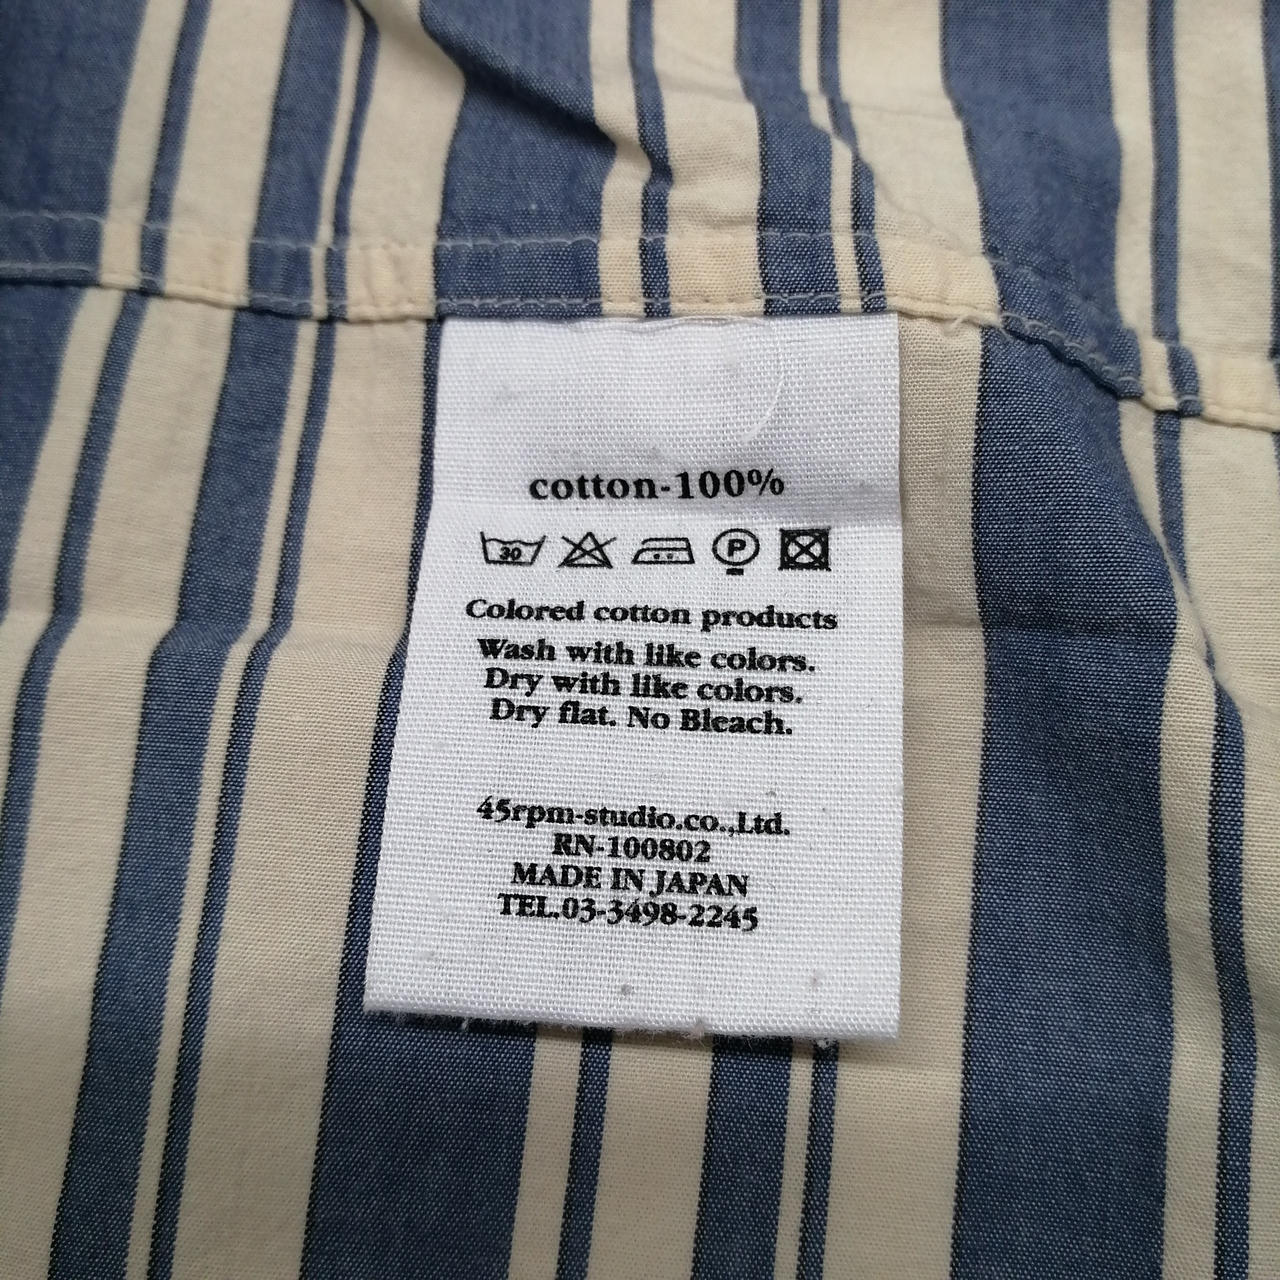 cotton-100%
30
P
Colored cotton products
Wash with like colors.
Dry with like colors.
Dry flat. No Bleach.
45rpm-studio.co.,Ltd.
RN-100802
MADE IN JAPAN
TEL.03-3498-2245